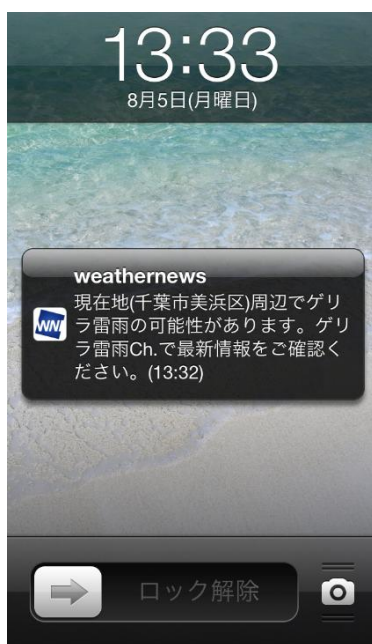 13:33
8月5日(月曜日)
weathernews
WNI
現在地(千葉市美浜区)周辺でゲリ
ラ雷雨の可能性があります。ゲリ
ラ雷雨Ch.で最新情報をご確認く
ださい。(13:32)
ロック解除